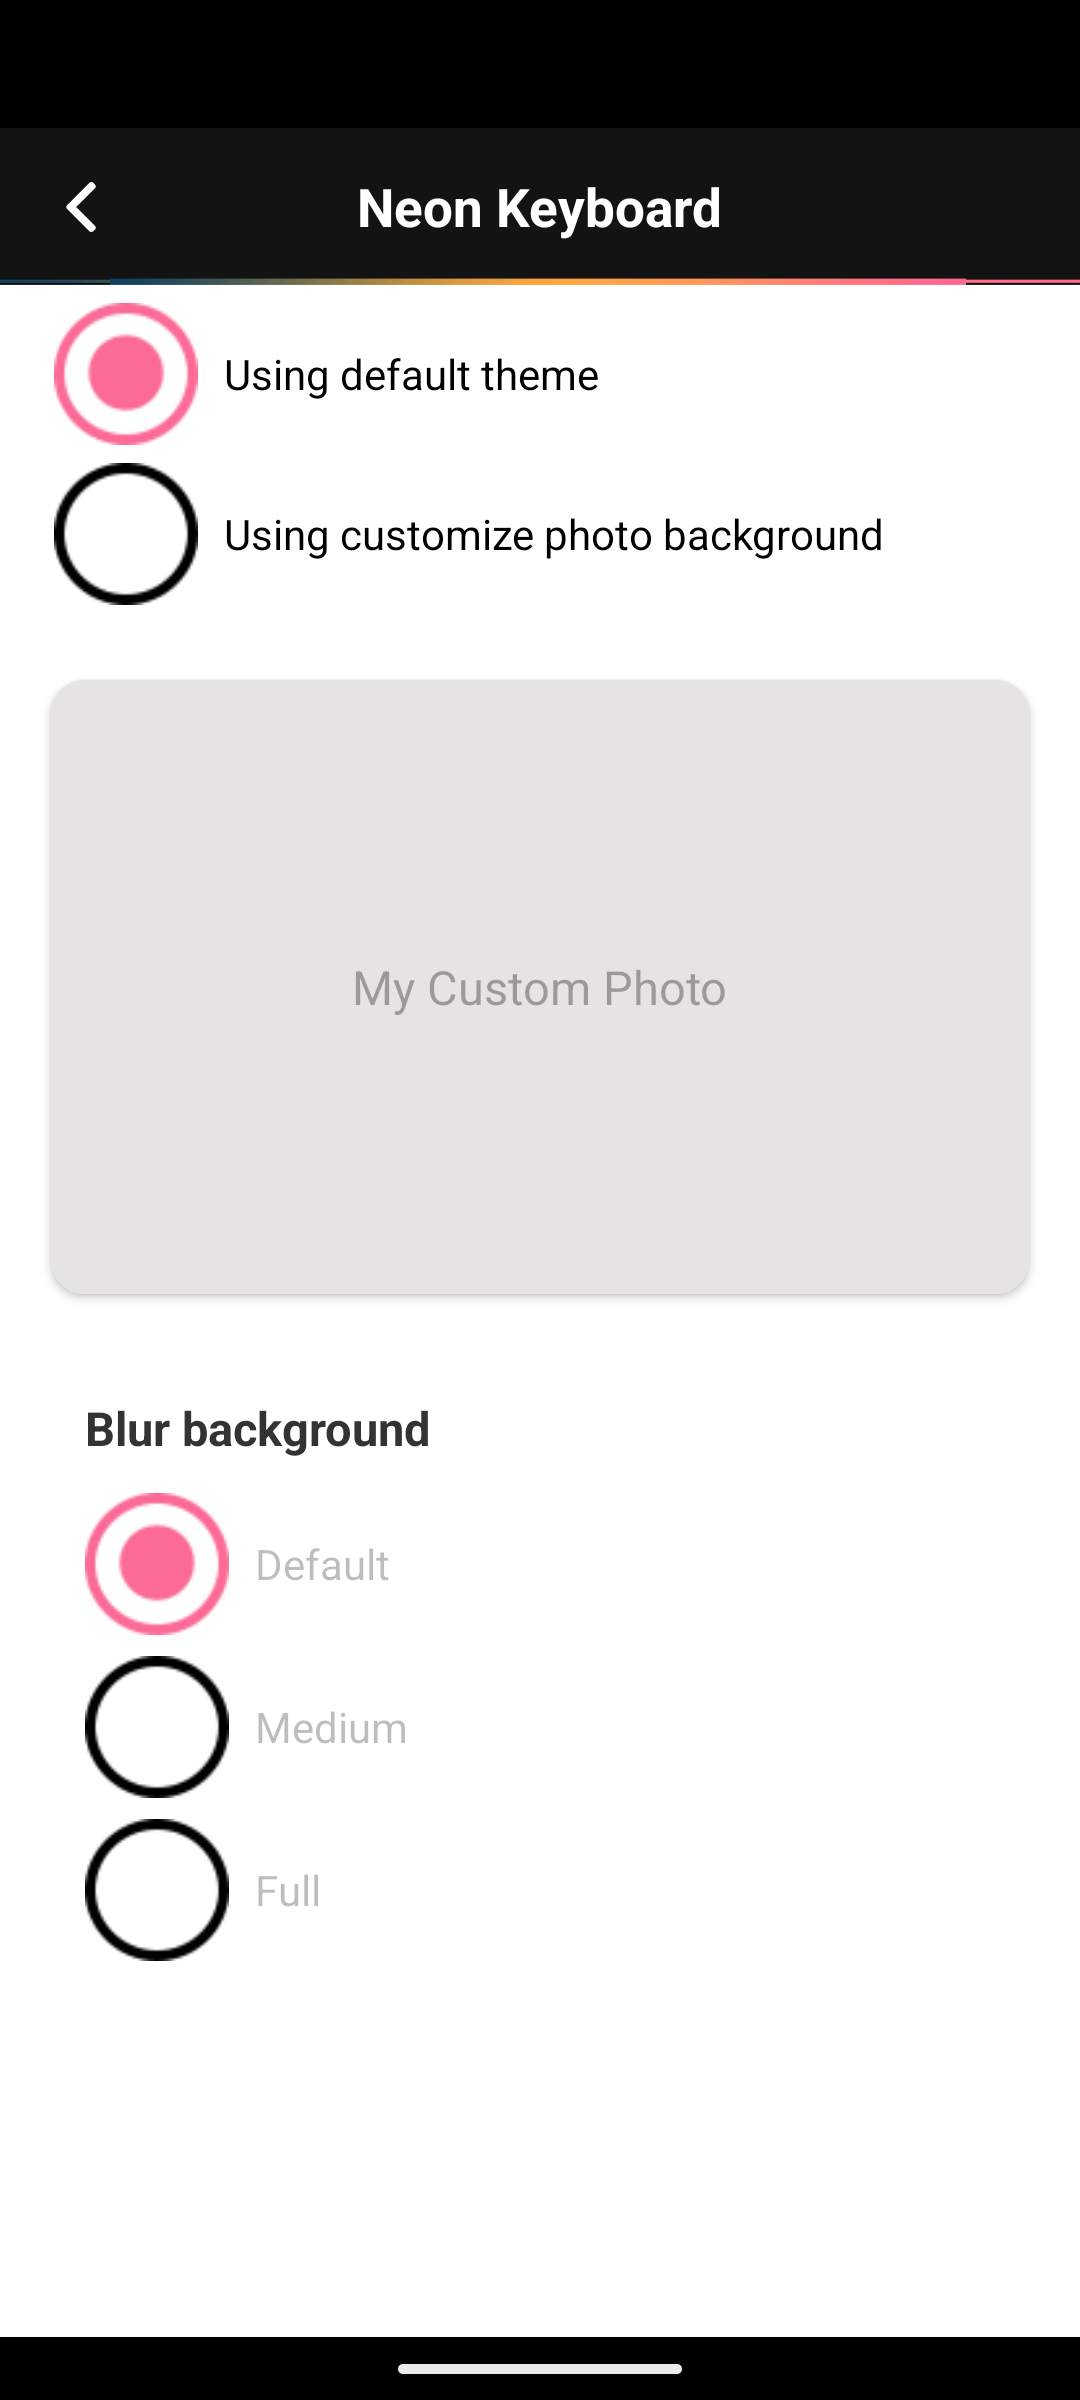 Neon Keyboard
Using default theme
Using customize photo background
My Custom Photo
Blur background
Default
Medium
Full